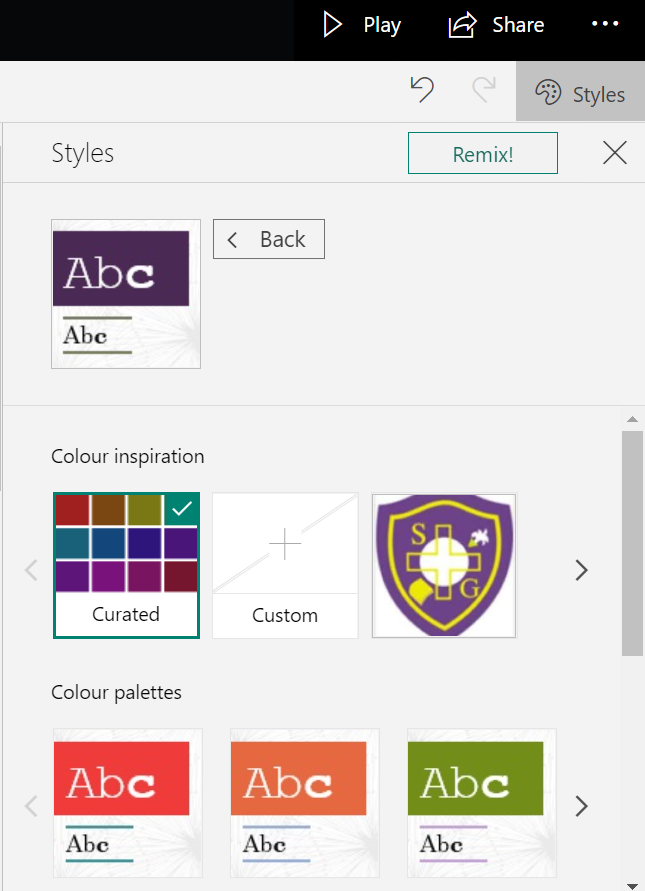 Play Share
Styles
Styles Remix!
Back
Abc
Abc
Colour inspiration
S
G
Curated Custom
Colour palettes
Abc Abc Abc
Abc Abc Abc